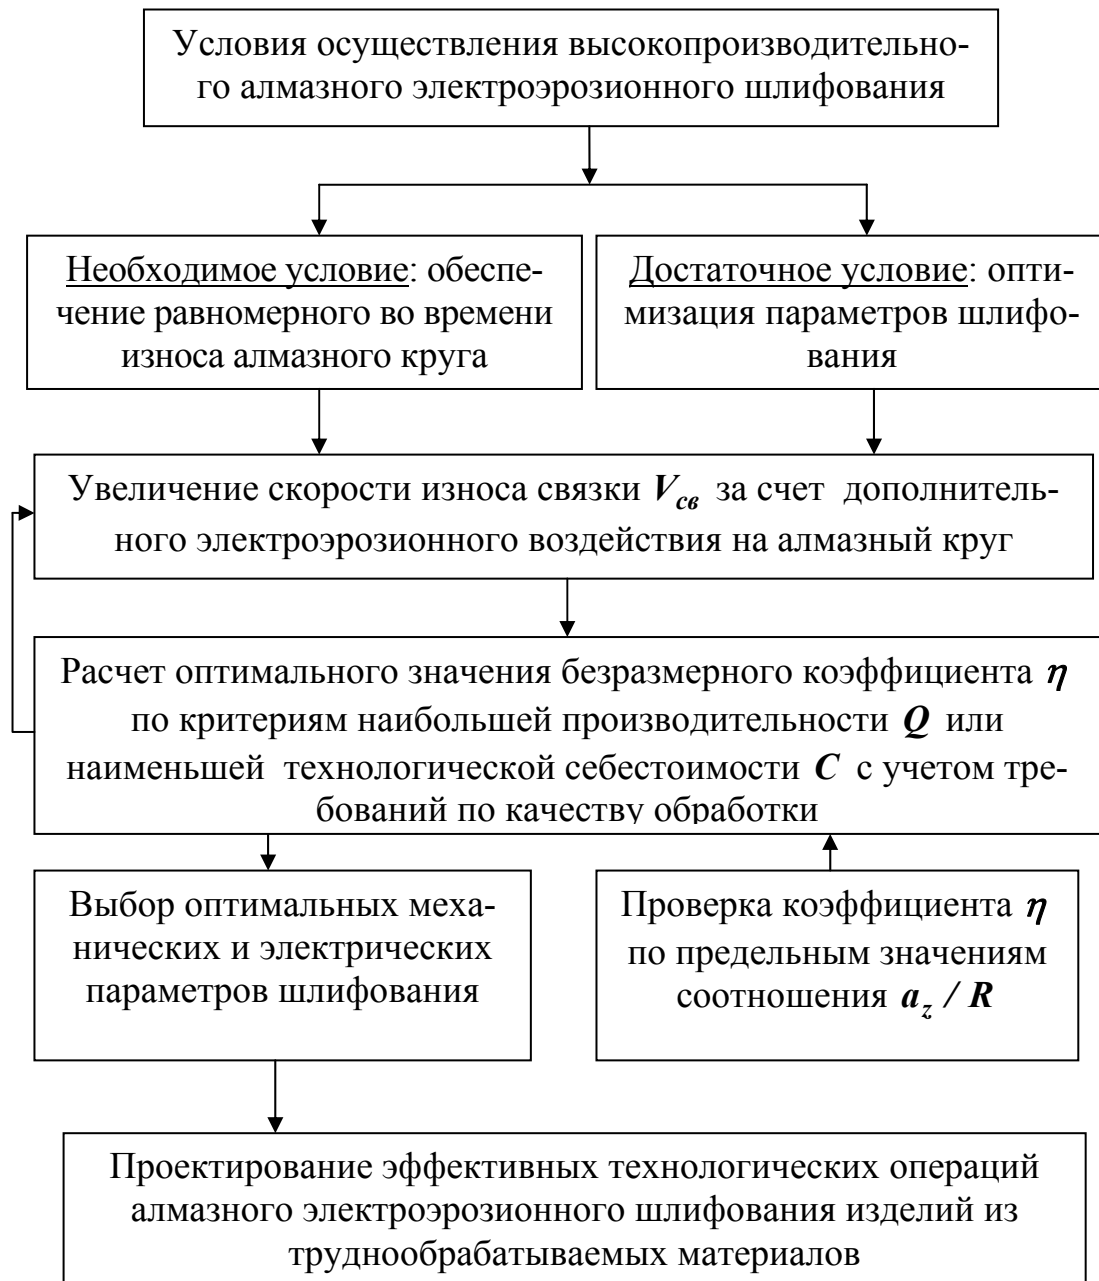 Условия осуществления высокопроизводительно-
го алмазного электроэрозионного шлифования
Необходимое условие: обеспе-
чение равномерного во времени
износа алмазного круга
Достаточное условие: опти-
мизация параметров шлифо-
вания
Увеличение скорости износа связки Vсв за счет дополнитель-
ного электроэрозионного воздействия на алмазный круг
Расчет оптимального значения безразмерного коэффициента η
по критериям наибольшей производительности Q или
наименьшей технологической себестоимости C с учетом тре-
бований по качеству обработки
Выбор оптимальных меха-
нических и электрических
параметров шлифования
Проверка коэффициента η
по предельным значениям
соотношения az / R
Проектирование эффективных технологических операций
алмазного электроэрозионного шлифования изделий из
труднообрабатываемых материалов